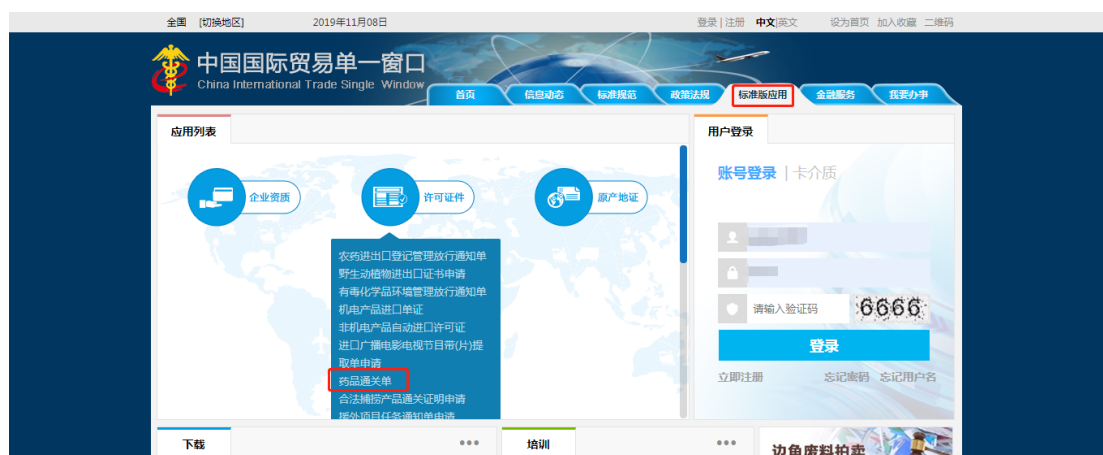 全国 [切换地区] 2019年11月08日 登录 | 注册 中文|英文 设为首页 加入收藏 二维码
中国国际贸易单一窗口
China International Trade Single Window
首页 信息动态 标准规范 政策法规 标准版应用 金融服务 我要办事
应用列表
企业资质 许可证件 原产地证
农药进出口登记管理放行通知单
野生动植物进出口证书申请
有毒化学品环境管理放行通知单
机电产品进口单证
非机电产品自动进口许可证
进口广播电影电视节目带(片)提
取单申请
药品通关单
合法捕捞产品通关证明申请
援外项目任务通知单申请
用户登录
账号登录 | 卡介质
请输入验证码 6666
登录
立即注册 忘记密码 忘记用户名
下载 ••• 培训 •••
边角废料拍卖